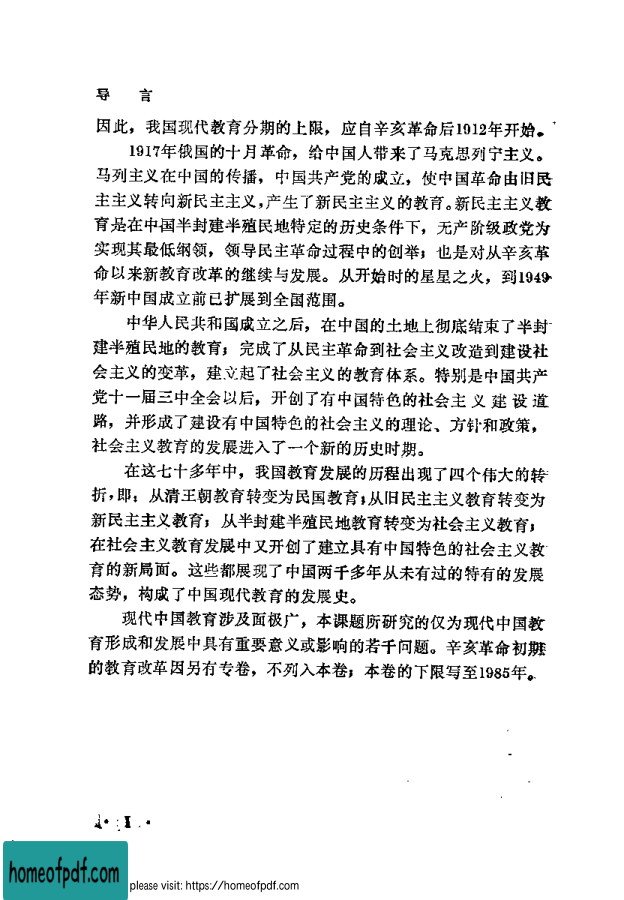 导 言
因此，我国现代教育分期的上限，应自辛亥革命后1912年开始。
1917年俄国的十月革命，给中国人带来了马克思列宁主义。
马列主义在中国的传播，中国共产党的成立，使中国革命由旧民
主主义转向新民主主义，产生了新民主主义的教育。新民主主义教
育是在中国半封建半殖民地特定的历史条件下，无产阶级政党为
实现其最低纲领，领导民主革命过程中的创举；也是对从辛亥革
命以来新教育改革的继续与发展。从开始时的星星之火，到1949
年新中国成立前已扩展到全国范围。
中华人民共和国成立之后，在中国的土地上彻底结束了半封
建半殖民地的教育；完成了从民主革命到社会主义改造到建设社
会主义的变革，建立起了社会主义的教育体系。特别是中国共产
党十一届三中全会以后，开创了有中国特色的社会主义建设道
路，并形成了建设有中国特色的社会主义的理论、方针和政策，
社会主义教育的发展进入了一个新的历史时期。
在这七十多年中，我国教育发展的历程出现了四个伟大的转
折，即：从清王朝教育转变为民国教育；从旧民主主义教育转变为
新民主主义教育；从半封建半殖民地教育转变为社会主义教育；
在社会主义教育发展中又开创了建立具有中国特色的社会主义教
育的新局面。这些都展现了中国两千多年从未有过的特有的发展
态势，构成了中国现代教育的发展史。
现代中国教育涉及面极广，本课题所研究的仅为现代中国教
育形成和发展中具有重要意义或影响的若干问题。辛亥革命初期
的教育改革因另有专卷，不列入本卷；本卷的下限写至1985年。
homeofpdf.com
please visit: https://homeofpdf.com